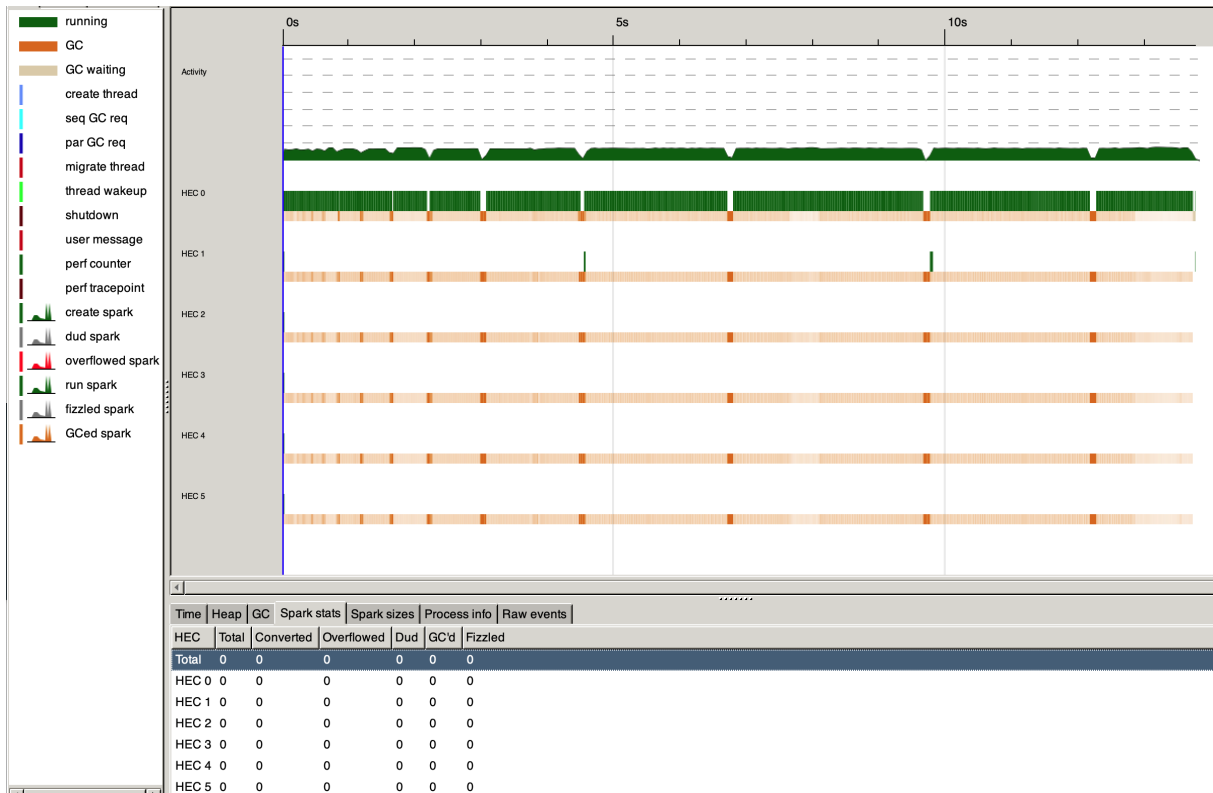 running
GC
GC waiting
create thread
seq GC req
par GC req
migrate thread
thread wakeup
shutdown
user message
perf counter
perf tracepoint
create spark
dud spark
overflowed spark
run spark
fizzled spark
GCed spark
0s 5s 10s
Activity
HEC 0
HEC 1
HEC 2
HEC 3
HEC 4
HEC 5
Time Heap GC Spark stats Spark sizes Process info Raw events
HEC Total Converted Overflowed Dud GC'd Fizzled
Total 0 0 0 0 0 0
HEC 0 0 0 0 0 0 0
HEC 1 0 0 0 0 0 0
HEC 2 0 0 0 0 0 0
HEC 3 0 0 0 0 0 0
HEC 4 0 0 0 0 0 0
HEC 5 0 0 0 0 0 0